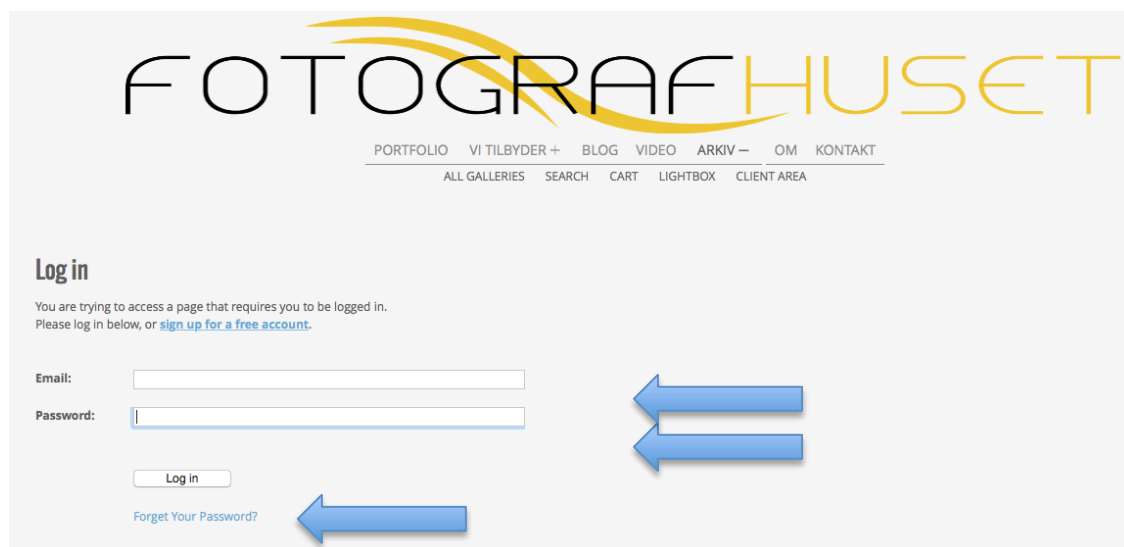 FOTOGRAFHUSET
PORTFOLIO VI TILBYDER + BLOG VIDEO ARKIV — OM KONTAKT
ALL GALLERIES SEARCH CART LIGHTBOX CLIENT AREA
Log in
You are trying to access a page that requires you to be logged in.
Please log in below, or sign up for a free account.
Email:
Password:
Log in
Forget Your Password?